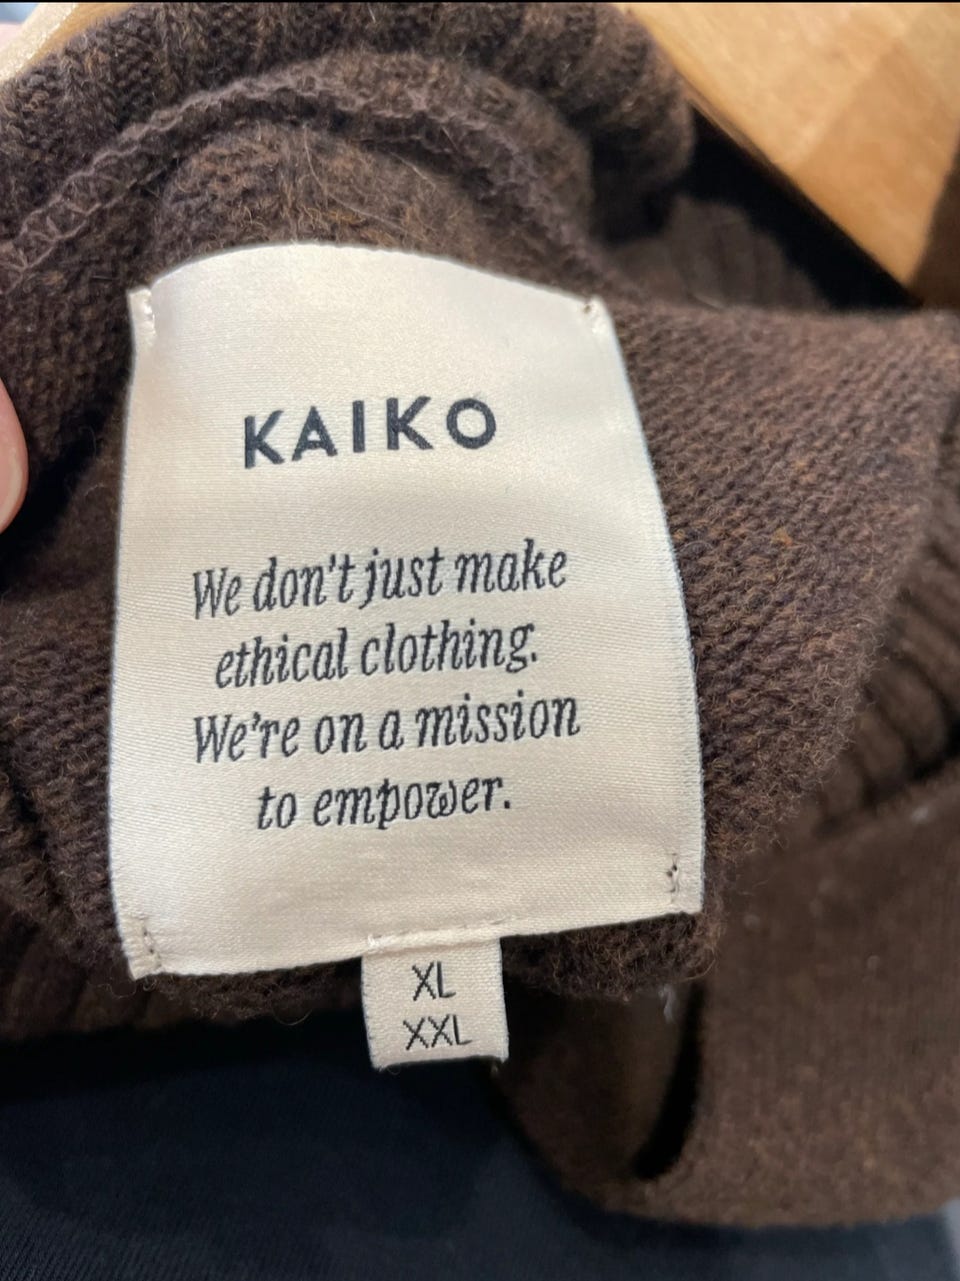 KAIKO
We don't just make
ethical clothing.
We're on a mission
to empower.
XL
XXL